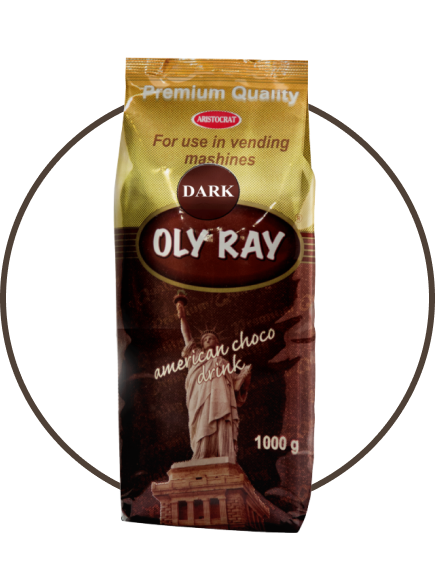 Premium Quality
ARISTOCRAT
For use in vending
mashines
DARK
OLY RAY
american choco
drink
1000 g